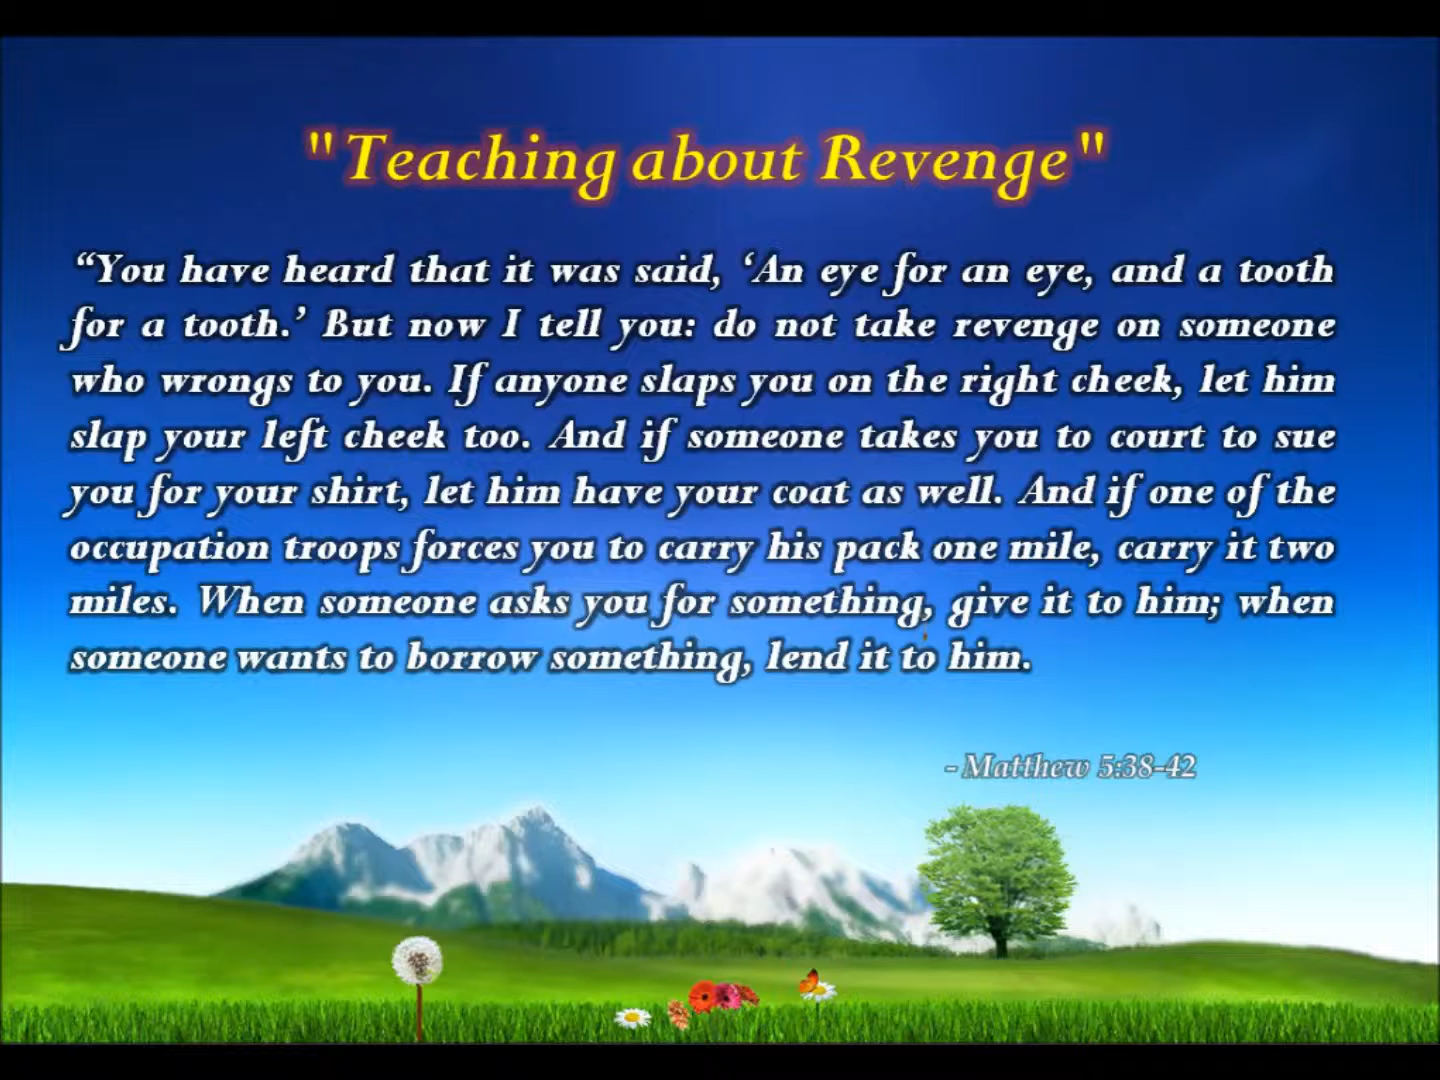 "Teaching about Revenge"
“You have heard that it was said, ‘An eye for an eye, and a tooth
for a tooth.’ But now I tell you: do not take revenge on someone
who wrongs to you. If anyone slaps you on the right cheek, let him
slap your left cheek too. And if someone takes you to court to sue
you for your shirt, let him have your coat as well. And if one of the
occupation troops forces you to carry his pack one mile, carry it two
miles. When someone asks you for something, give it to him; when
someone wants to borrow something, lend it to him.
- Matthew 5:38-42